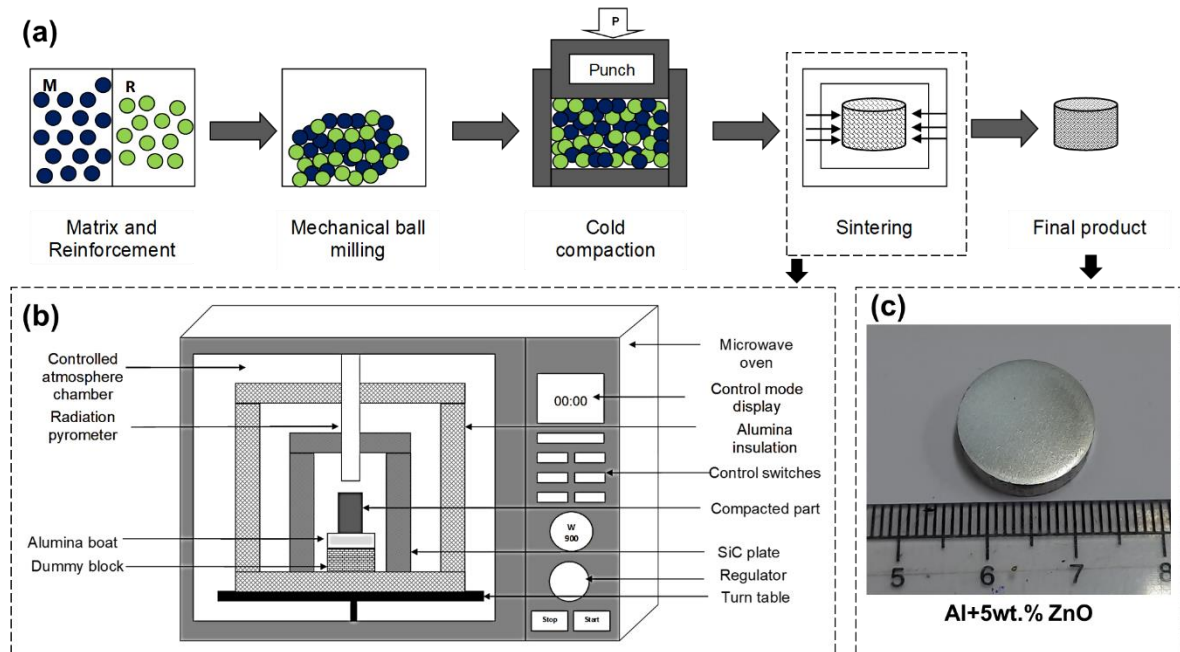 (a)
P
Punch
M
R
Matrix and
Reinforcement
Mechanical ball
milling
Cold
compaction
Sintering
Final product
(b)
Controlled
atmosphere
chamber
Radiation
pyrometer
Alumina boat
Dummy block
00:00
W
900
Stop
Start
Microwave
oven
Control mode
display
Alumina
insulation
Control switches
Compacted part
SiC plate
Regulator
Turn table
(c)
5
6
7
8
Al+5wt.% ZnO